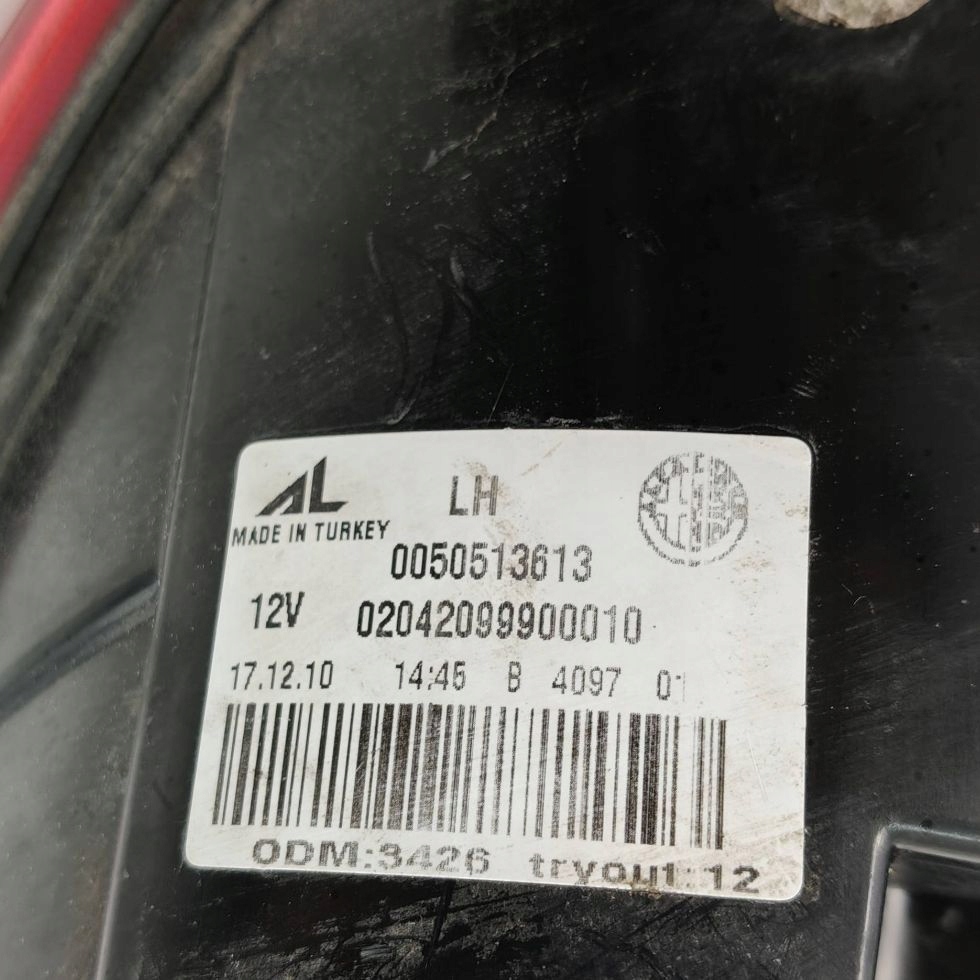 AL LH
MADE IN TURKEY
0050513613
12V 02042099900010
17.12.10 14:45 B 4097 01
ODM:3426 tryout:12